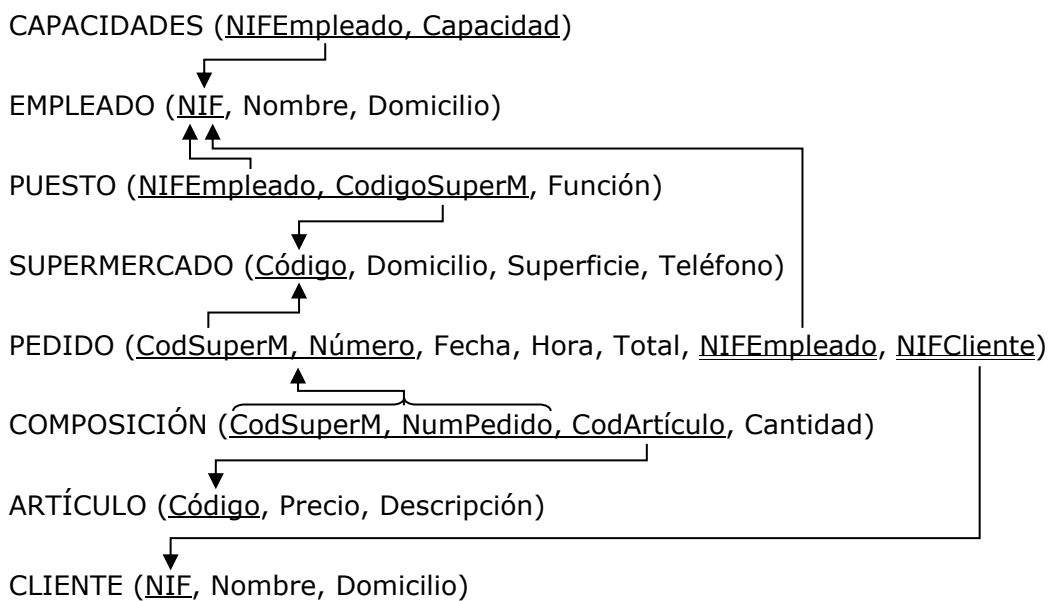 CAPACIDADES (NIFEmpleado, Capacidad)
EMPLEADO (NIF, Nombre, Domicilio)
PUESTO (NIFEmpleado, CodigoSuperM, Función)
SUPERMERCADO (Código, Domicilio, Superficie, Teléfono)
PEDIDO (CodSuperM, Número, Fecha, Hora, Total, NIFEmpleado, NIFCliente)
COMPOSICIÓN (CodSuperM, NumPedido, CodArtículo, Cantidad)
ARTÍCULO (Código, Precio, Descripción)
CLIENTE (NIF, Nombre, Domicilio)